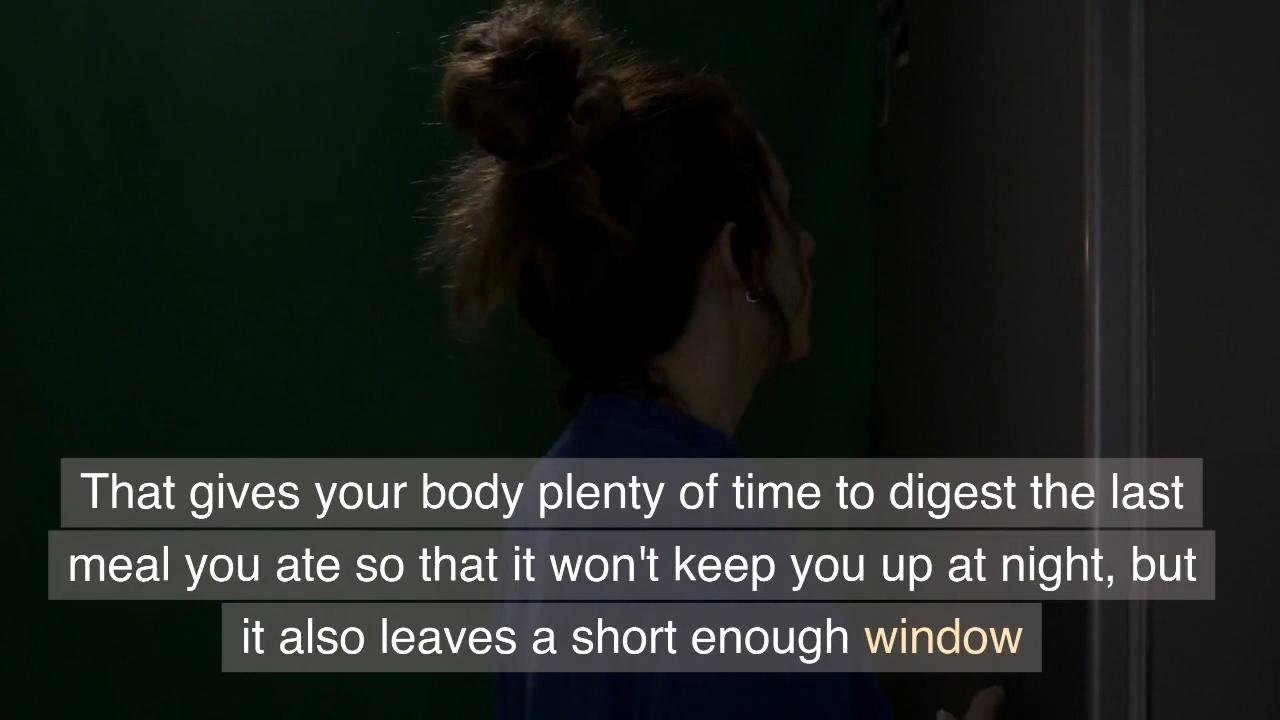 That gives your body plenty of time to digest the last
meal you ate so that it won't keep you up at night, but
it also leaves a short enough window